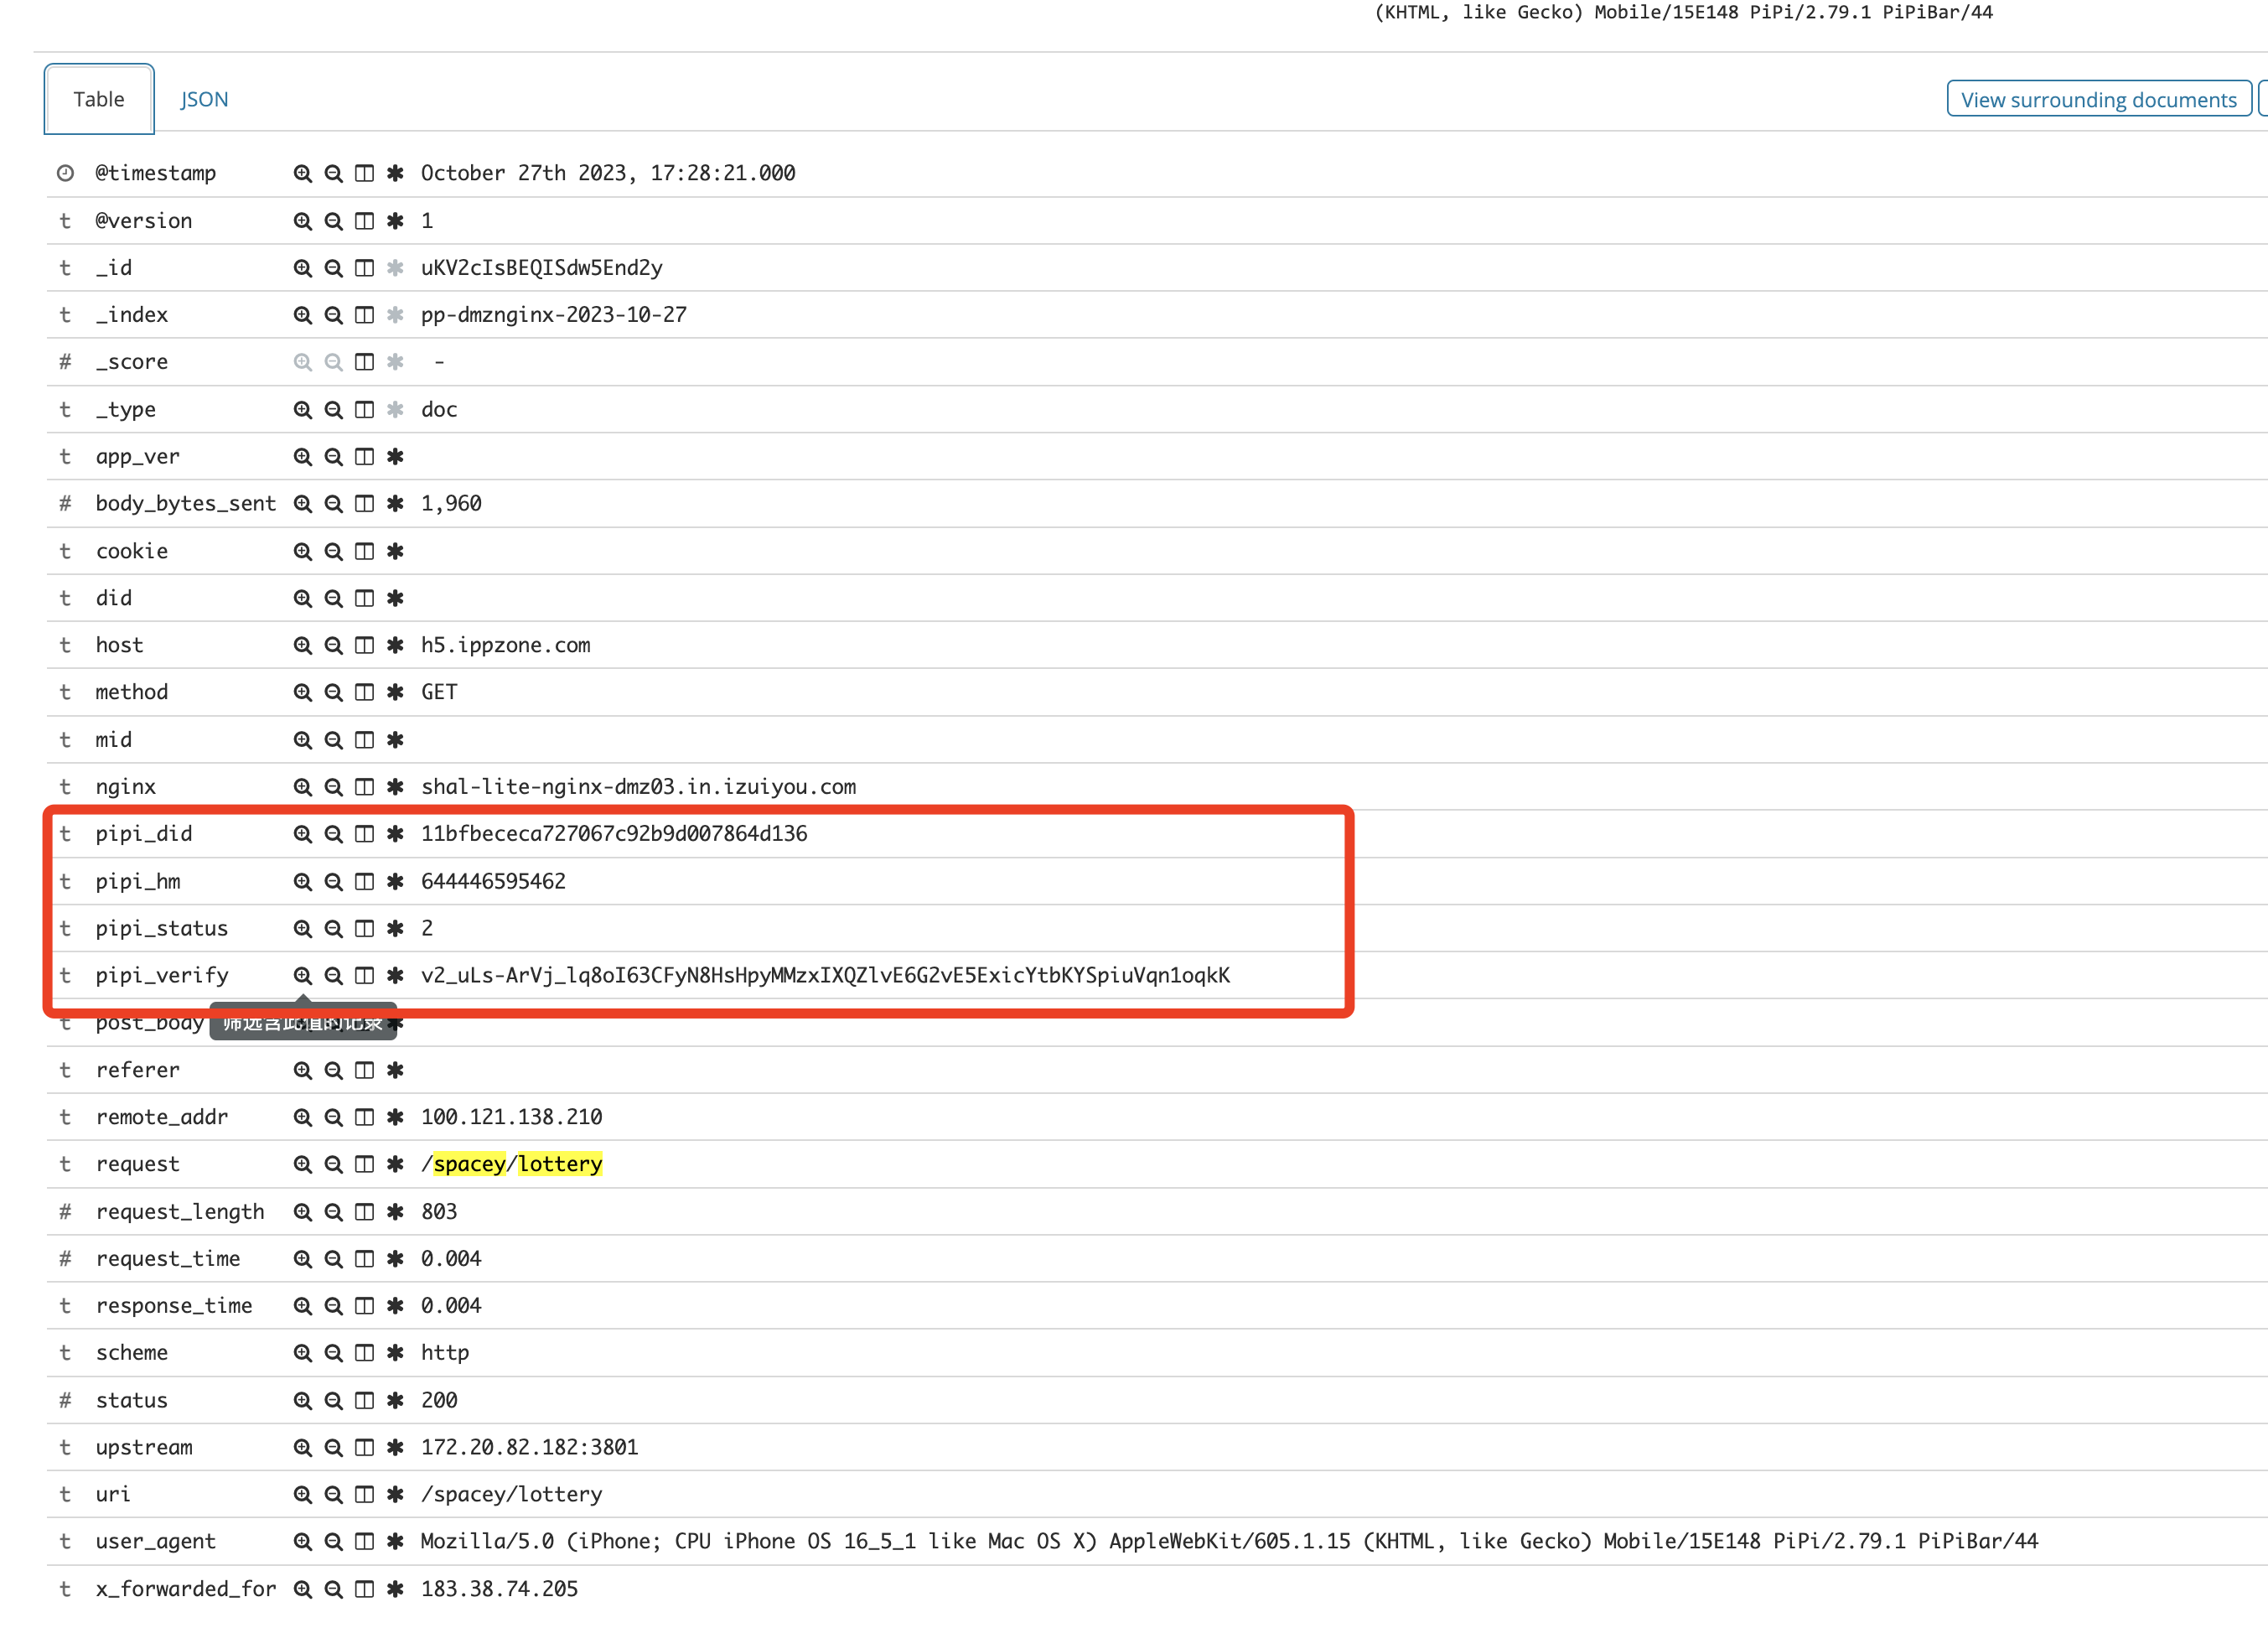 (KHTML, like Gecko) Mobile/15E148 PiPi/2.79.1 PiPiBar/44
Table JSON View surrounding documents
@timestamp October 27th 2023, 17:28:21.000
t @version 1
t _id uKV2cIsBEQISdw5End2y
t _index pp-dmznginx-2023-10-27
# _score -
t _type doc
t app_ver
# body_bytes_sent 1,960
t cookie
t did
t host h5.ippzone.com
t method GET
t mid
t nginx shal-lite-nginx-dmz03.in.izuiyou.com
t pipi_did 11bfbececa727067c92b9d007864d136
t pipi_hm 644446595462
t pipi_status 2
t pipi_verify v2_uLs-ArVj_lq8oI63CFyN8HsHpyMMzxIXQZlvE6G2vE5ExicYtbKYSpiuVqn1oqkK
t post_body 筛选含此值的记录
t referer
t remote_addr 100.121.138.210
t request /spacey/lottery
# request_length 803
# request_time 0.004
t response_time 0.004
t scheme http
# status 200
t upstream 172.20.82.182:3801
t uri /spacey/lottery
t user_agent Mozilla/5.0 (iPhone; CPU iPhone OS 16_5_1 like Mac OS X) AppleWebKit/605.1.15 (KHTML, like Gecko) Mobile/15E148 PiPi/2.79.1 PiPiBar/44
t x_forwarded_for 183.38.74.205